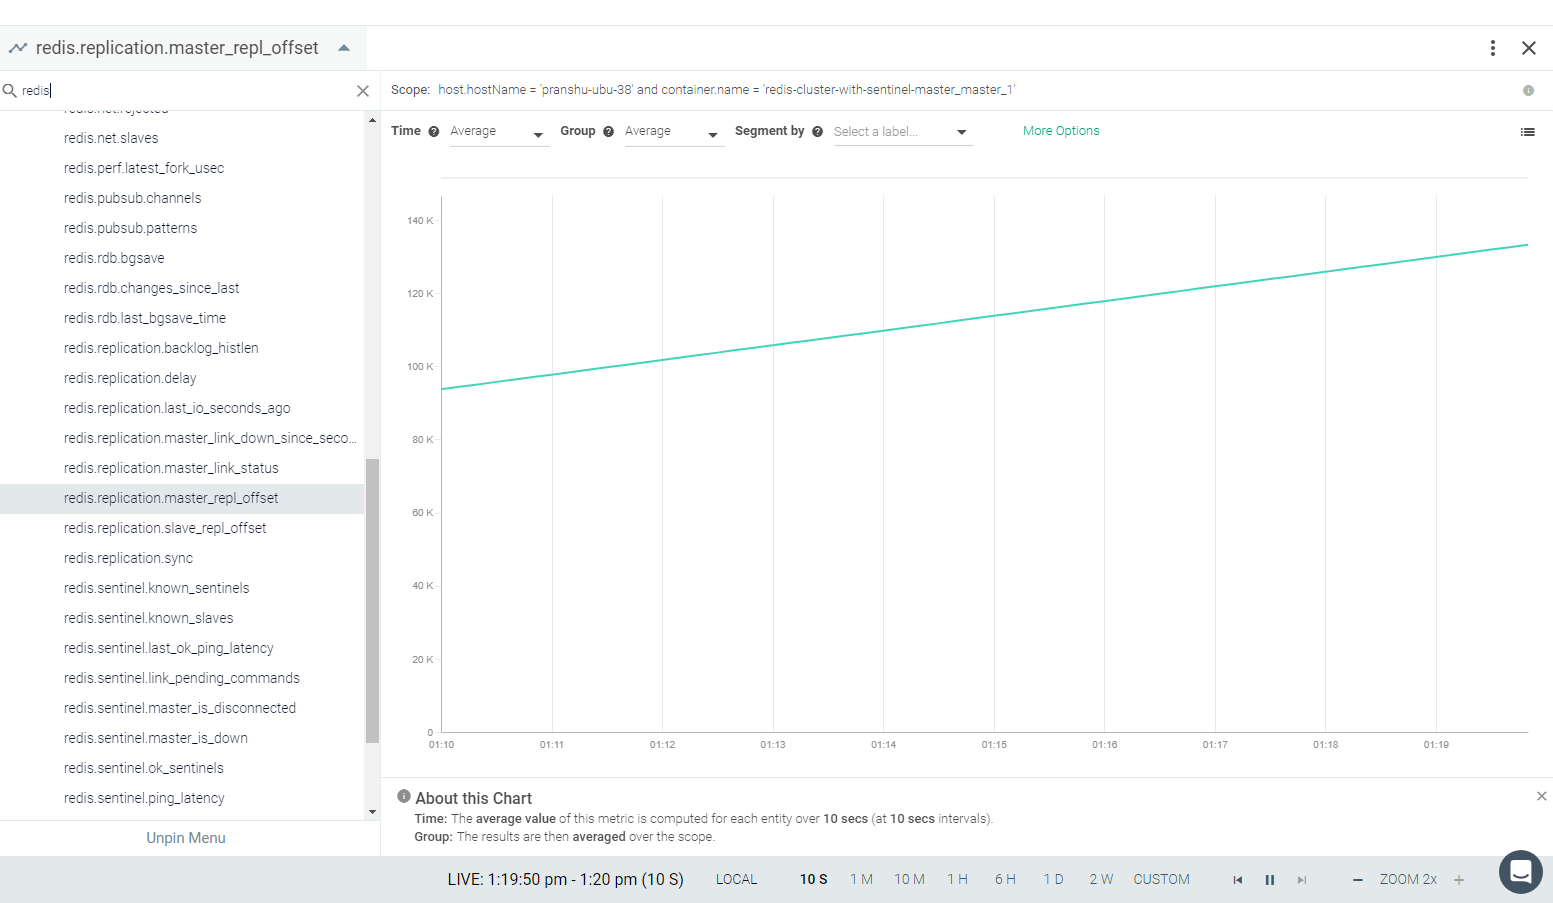 redis.replication.master_repl_offset
redis
Scope: host.hostName = 'pranshu-ubu-38' and container.name = 'redis-cluster-with-sentinel-master_master_1'
redis.net.rejected
redis.net.slaves
redis.perf.latest_fork_usec
redis.pubsub.channels
redis.pubsub.patterns
redis.rdb.bgsave
redis.rdb.changes_since_last
redis.rdb.last_bgsave_time
redis.replication.backlog_histlen
redis.replication.delay
redis.replication.last_io_seconds_ago
redis.replication.master_link_down_since_seco...
redis.replication.master_link_status
redis.replication.master_repl_offset
redis.replication.slave_repl_offset
redis.replication.sync
redis.sentinel.known_sentinels
redis.sentinel.known_slaves
redis.sentinel.last_ok_ping_latency
redis.sentinel.link_pending_commands
redis.sentinel.master_is_disconnected
redis.sentinel.master_is_down
redis.sentinel.ok_sentinels
redis.sentinel.ping_latency
Unpin Menu
Time ? Average Group ? Average Segment by ? Select a label... More Options
140 K
120 K
100 K
80 K
60 K
40 K
20 K
0
01:10 01:11 01:12 01:13 01:14 01:15 01:16 01:17 01:18 01:19
About this Chart
Time: The average value of this metric is computed for each entity over 10 secs (at 10 secs intervals).
Group: The results are then averaged over the scope.
LIVE: 1:19:50 pm - 1:20 pm (10 S) LOCAL 10 S 1 M 10 M 1 H 6 H 1 D 2 W CUSTOM ZOOM 2x